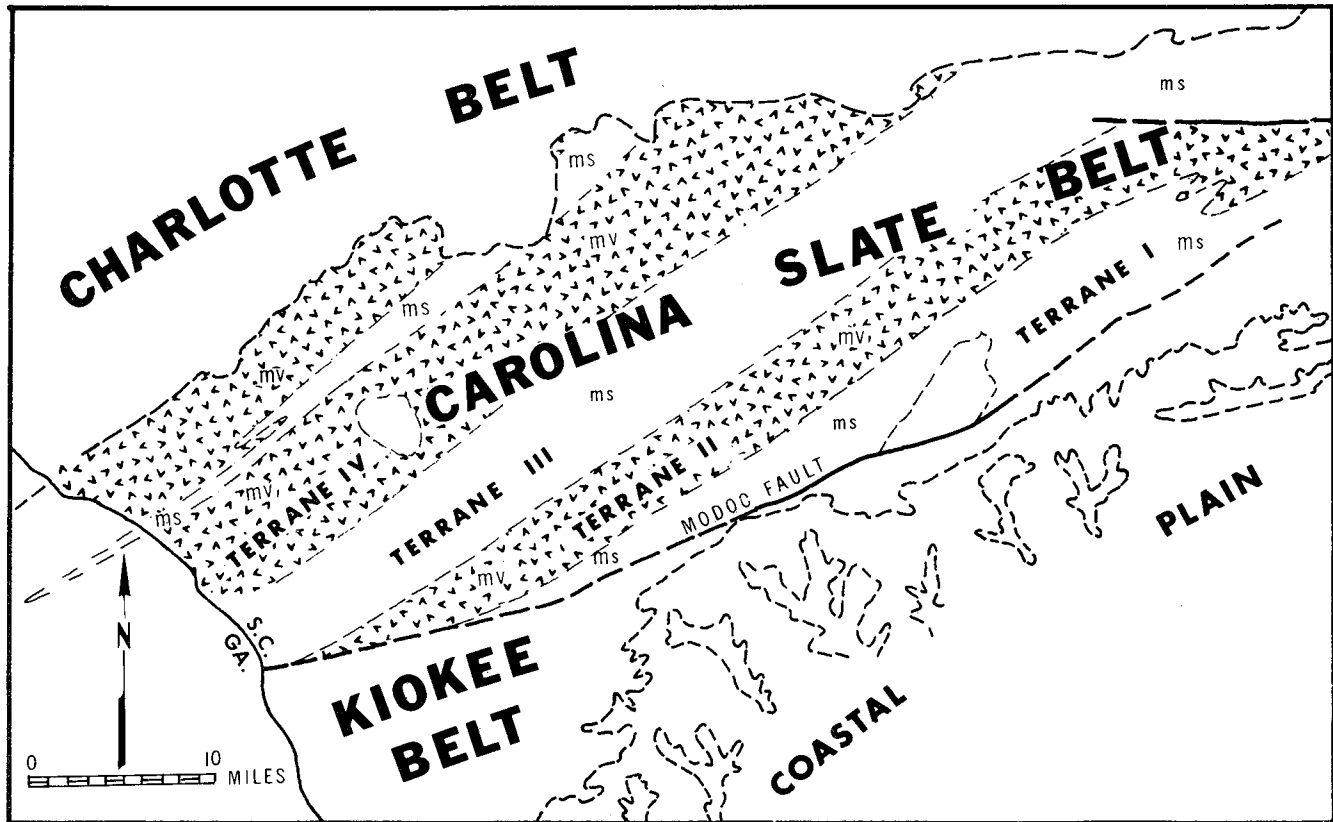 CHARLOTTE BELT
CAROLINA SLATE BELT
ms
ms
mv
ms
mv
TERRANE I
ms
mv
ms
mv
ms
TERRANE IV
mv
ms
TERRANE III
TERRANE II
MODOC FAULT
ms
mv
PLAIN
COASTAL
N
S.C.
GA.
KIOKEE
BELT
0 10
MILES